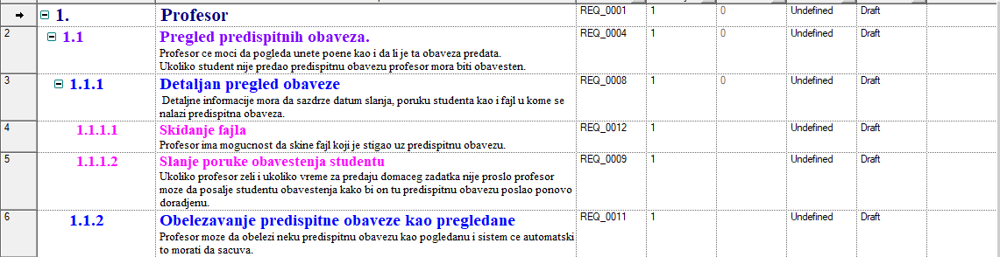 1. Profesor REQ_0001 1 0 Undefined Draft
2 1.1 Pregled predispitnih obaveza. REQ_0004 1 0 Undefined Draft
Profesor ce moci da pogleda unete poene kao i da li je ta obaveza predata.
Ukoliko student nije predao predispitnu obavezu profesor mora biti obavesten.
3 1.1.1 Detaljan pregled obaveze REQ_0008 1 0 Undefined Draft
Detaljne informacije mora da sazdrze datum slanja, poruku studenta kao i fajl u kome se
nalazi predispitna obaveza.
4 1.1.1.1 Skidanje fajla REQ_0012 1 Undefined Draft
Profesor ima mogucnost da skine fajl koji je stigao uz predispitnu obavezu.
5 1.1.1.2 Slanje poruke obavestenja studentu REQ_0009 1 Undefined Draft
Ukoliko profesor zeli i ukoliko vreme za predaju domaceg zadatka nije proslo profesor
moze da posalje studentu obavestenja kako bi on tu predispitnu obavezu poslao ponovo
doradjenu.
6 1.1.2 Obelezavanje predispitne obaveze kao pregledane REQ_0011 1 Undefined Draft
Profesor moze da obelezi neku predispitnu obavezu kao pogledanu i sistem ce automatski
to morati da sacuva.